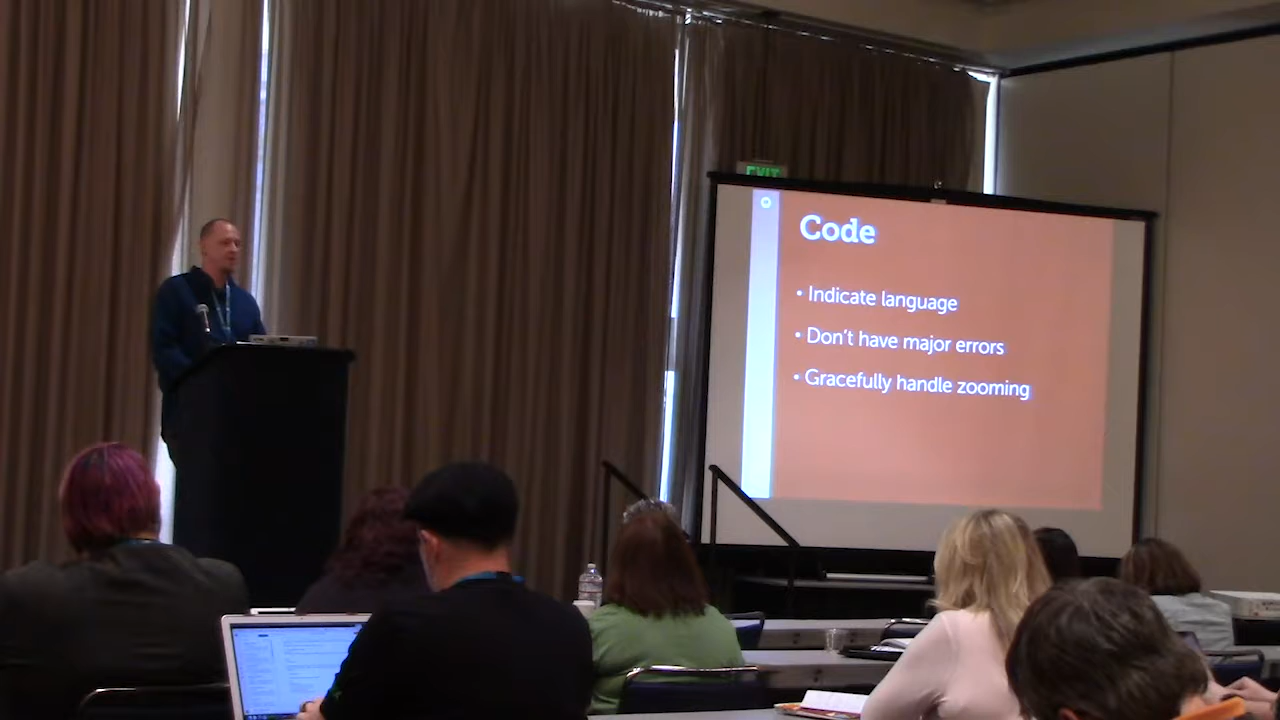 EXIT
Code
• Indicate language
• Don't have major errors
• Gracefully handle zooming